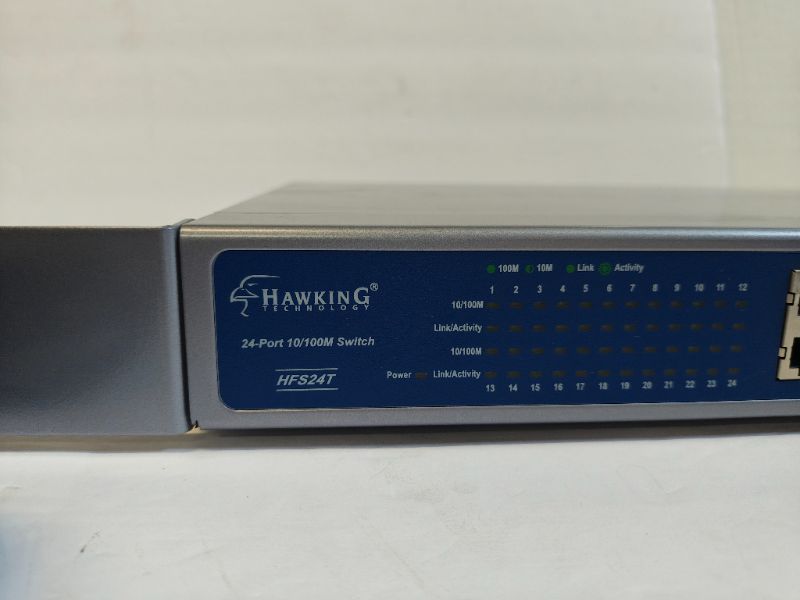 100M 10M Link Activity
1 2 3 4 5 6 7 8 9 10 11 12
HAWKING®
TECHNOLOGY
10/100M
Link/Activity
24-Port 10/100M Switch
10/100M
HFS24T
Power Link/Activity
13 14 15 16 17 18 19 20 21 22 23 24